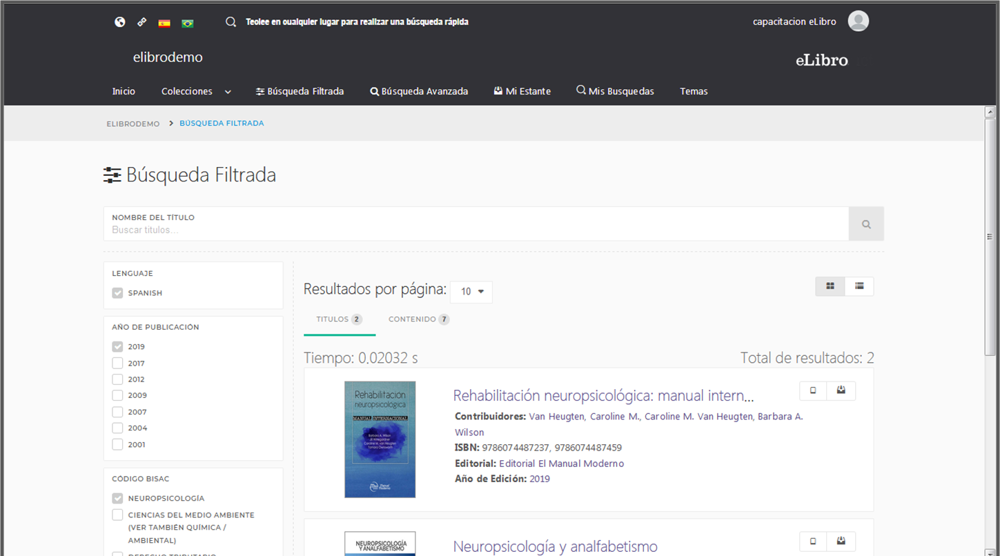 Teclee en cualquier lugar para realizar una búsqueda rápida
capacitacion eLibro
elibrodemo
eLibro
Inicio
Colecciones
Búsqueda Filtrada
Búsqueda Avanzada
Mi Estante
Mis Busquedas
Temas
ELIBRODEMO > BÚSQUEDA FILTRADA
Búsqueda Filtrada
NOMBRE DEL TÍTULO
Buscar titulos...
LENGUAJE
SPANISH
AÑO DE PUBLICACIÓN
2019
2017
2012
2009
2007
2004
2001
CÓDIGO BISAC
NEUROPSICOLOGÍA
CIENCIAS DEL MEDIO AMBIENTE
(VER TAMBIÉN QUÍMICA /
AMBIENTAL)
DERECHO TRIBUTARIO
Resultados por página: 10
TITULOS 2
CONTENIDO 7
Tiempo: 0.02032 s
Total de resultados: 2
Rehabilitación
neuropsicológica
MANUAL INTERNACIONAL
Barbara A. Wilson
Jill Winegardner
Caroline M. van Heugten
Tamara Ownsworth
Manual
Moderno
Rehabilitación neuropsicológica: manual intern...
Contribuidores: Van Heugten, Caroline M., Caroline M. Van Heugten, Barbara A.
Wilson
ISBN: 9786074487237, 9786074487459
Editorial: Editorial El Manual Moderno
Año de Edición: 2019
NEUROPSICOLOGÍA
Y ANALFABETISMO
Neuropsicología y analfabetismo